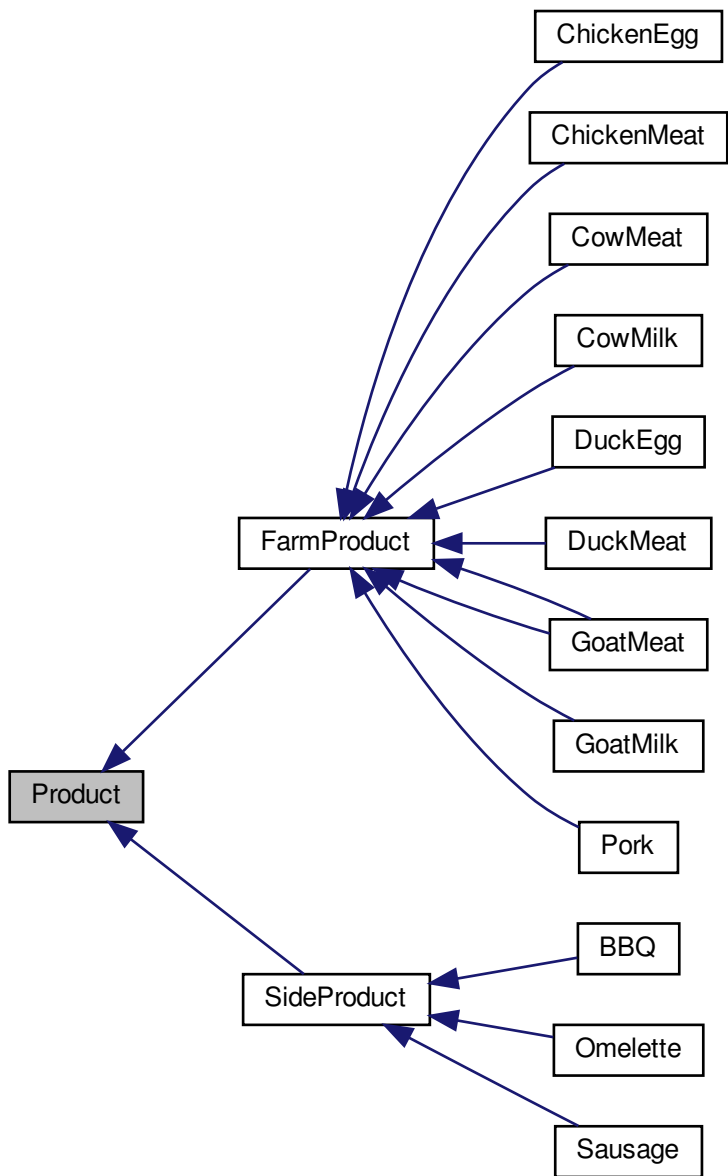 ChickenEgg
ChickenMeat
CowMeat
CowMilk
DuckEgg
FarmProduct
DuckMeat
GoatMeat
GoatMilk
Product
Pork
BBQ
SideProduct
Omelette
Sausage